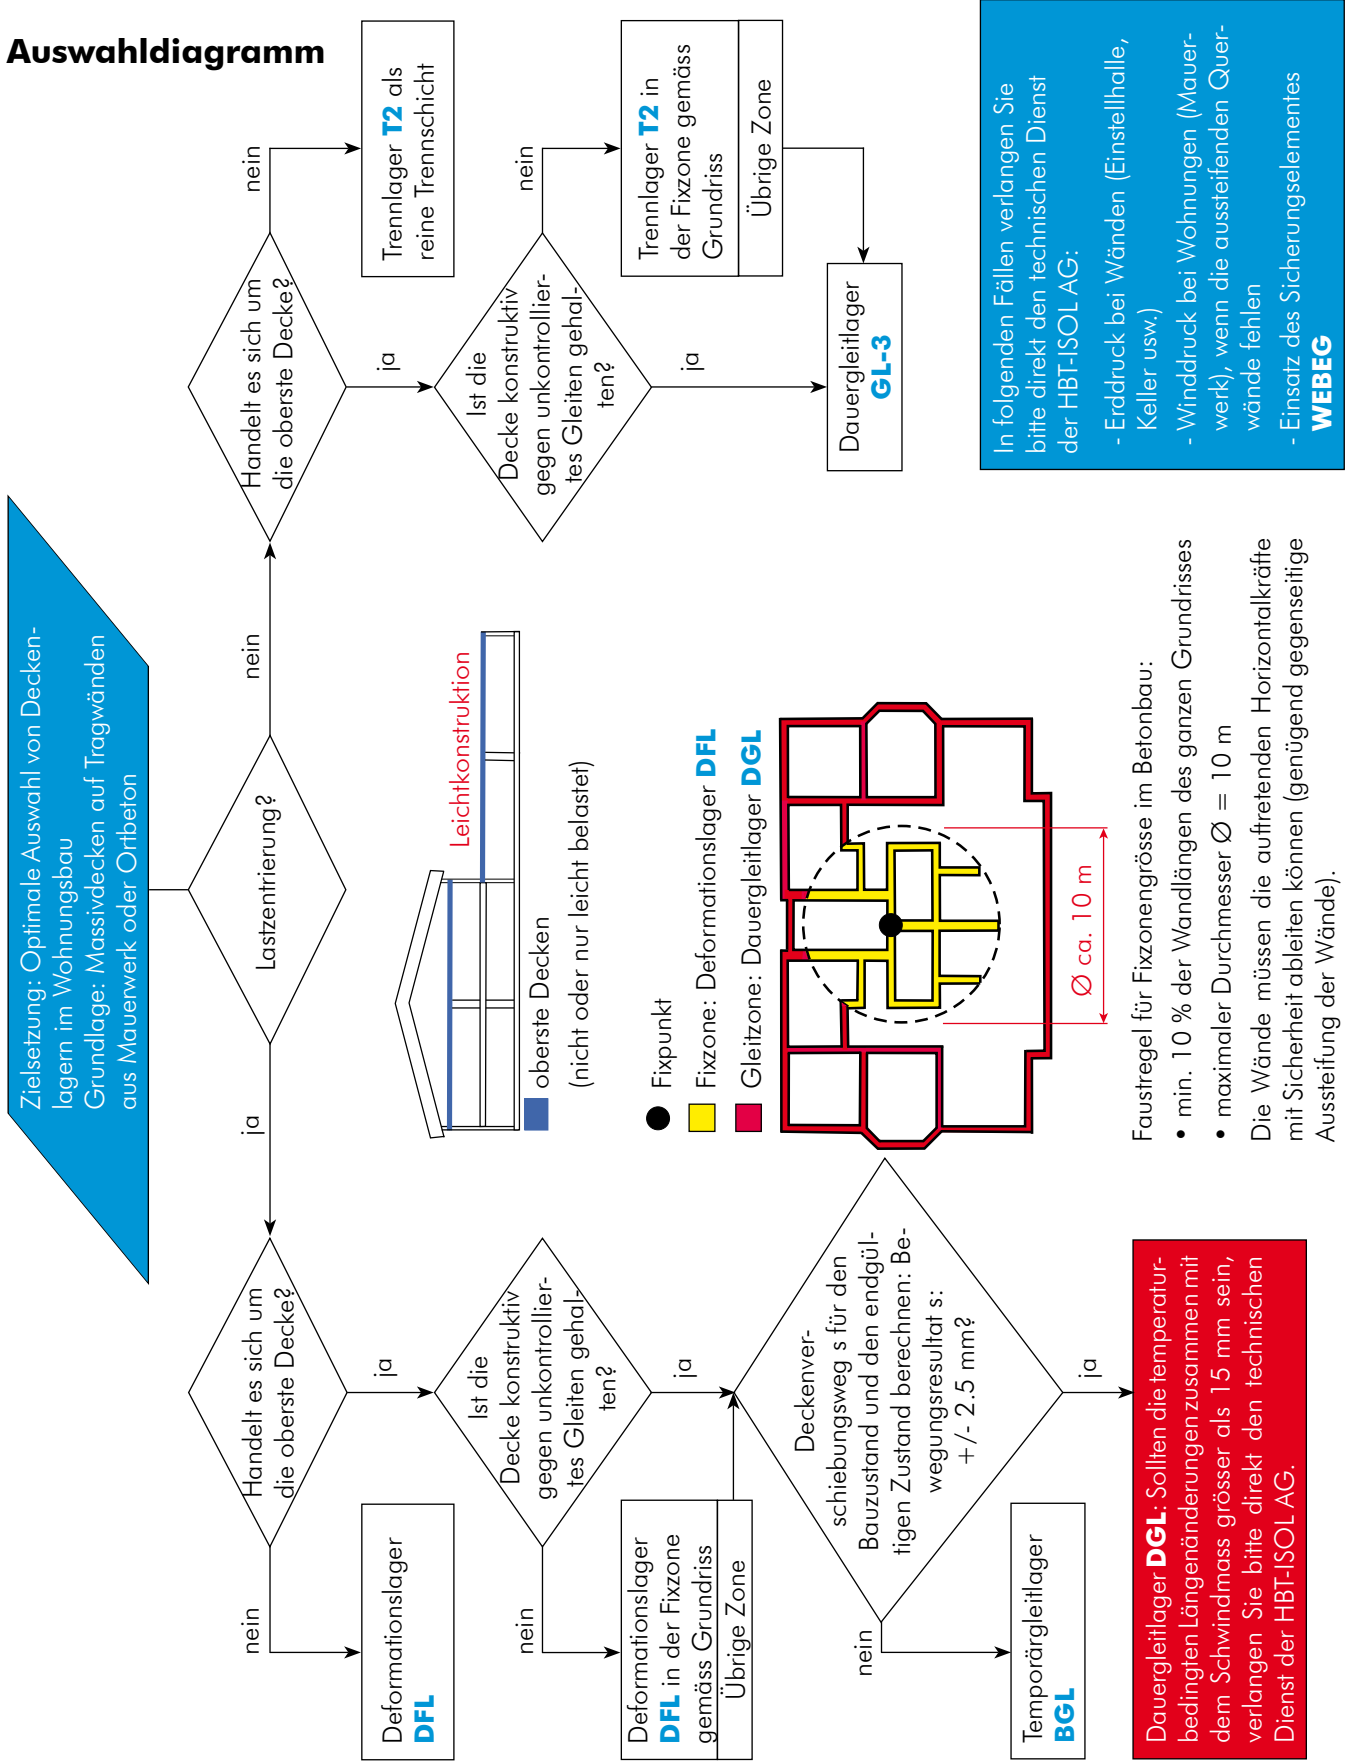 Auswahldiagramm
Zielsetzung: Optimale Auswahl von Decken-
lagern im Wohnungsbau
Grundlage: Massivdecken auf Tragwänden
aus Mauerwerk oder Ortbeton
Lastzentrierung?
ja
nein
Handelt es sich um
die oberste Decke?
nein
ja
Deformationslager
DFL
Ist die
Decke konstruktiv
gegen unkontrollier-
tes Gleiten gehal-
ten?
nein
ja
Deformationslager
DFL in der Fixzone
gemäss Grundriss
Übrige Zone
Deckenver-
schiebungsweg s für den
Bauzustand und den endgül-
tigen Zustand berechnen: Be-
wegungsresultat s:
+/- 2.5 mm?
nein
ja
Temporärgleitlager
BGL
Dauergleitlager DGL: Sollten die temperatur-
bedingten Längenänderungen zusammen mit
dem Schwindmass grösser als 15 mm sein,
verlangen Sie bitte direkt den technischen
Dienst der HBT-ISOL AG.
Handelt es sich um
die oberste Decke?
nein
ja
Trennlager T2 als
reine Trennschicht
Ist die
Decke konstruktiv
gegen unkontrollier-
tes Gleiten gehal-
ten?
nein
ja
Trennlager T2 in
der Fixzone gemäss
Grundriss
Übrige Zone
Dauergleitlager
GL-3
Leichtkonstruktion
oberste Decken
(nicht oder nur leicht belastet)
Fixpunkt
Fixzone: Deformationslager DFL
Gleitzone: Dauergleitlager DGL
Ø ca. 10 m
Faustregel für Fixzonengrösse im Betonbau:
• min. 10 % der Wandlängen des ganzen Grundrisses
• maximaler Durchmesser Ø = 10 m
Die Wände müssen die auftretenden Horizontalkräfte
mit Sicherheit ableiten können (genügend gegenseitige
Aussteifung der Wände).
In folgenden Fällen verlangen Sie
bitte direkt den technischen Dienst
der HBT-ISOL AG:
- Erddruck bei Wänden (Einstellhalle,
Keller usw.)
- Winddruck bei Wohnungen (Mauer-
werk), wenn die aussteifenden Quer-
wände fehlen
- Einsatz des Sicherungselementes
WEBEG